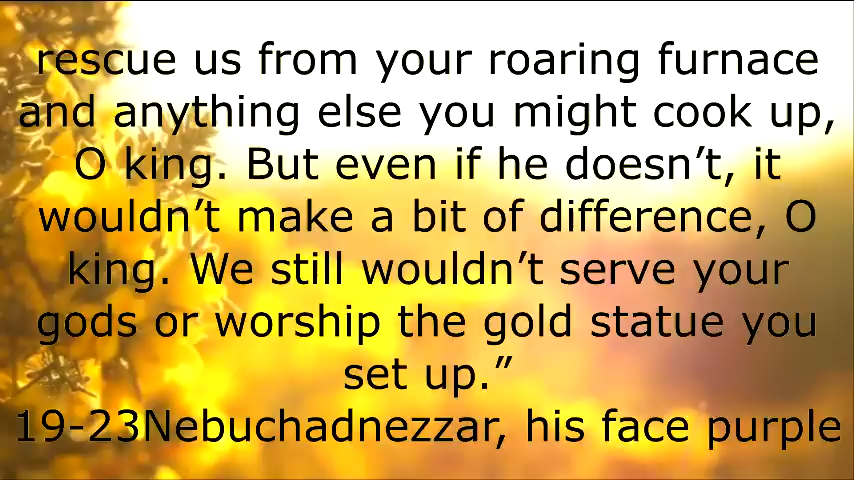 rescue us from your roaring furnace
and anything else you might cook up,
O king. But even if he doesn’t, it
wouldn’t make a bit of difference, O
king. We still wouldn’t serve your
gods or worship the gold statue you
set up.”
19-23Nebuchadnezzar, his face purple